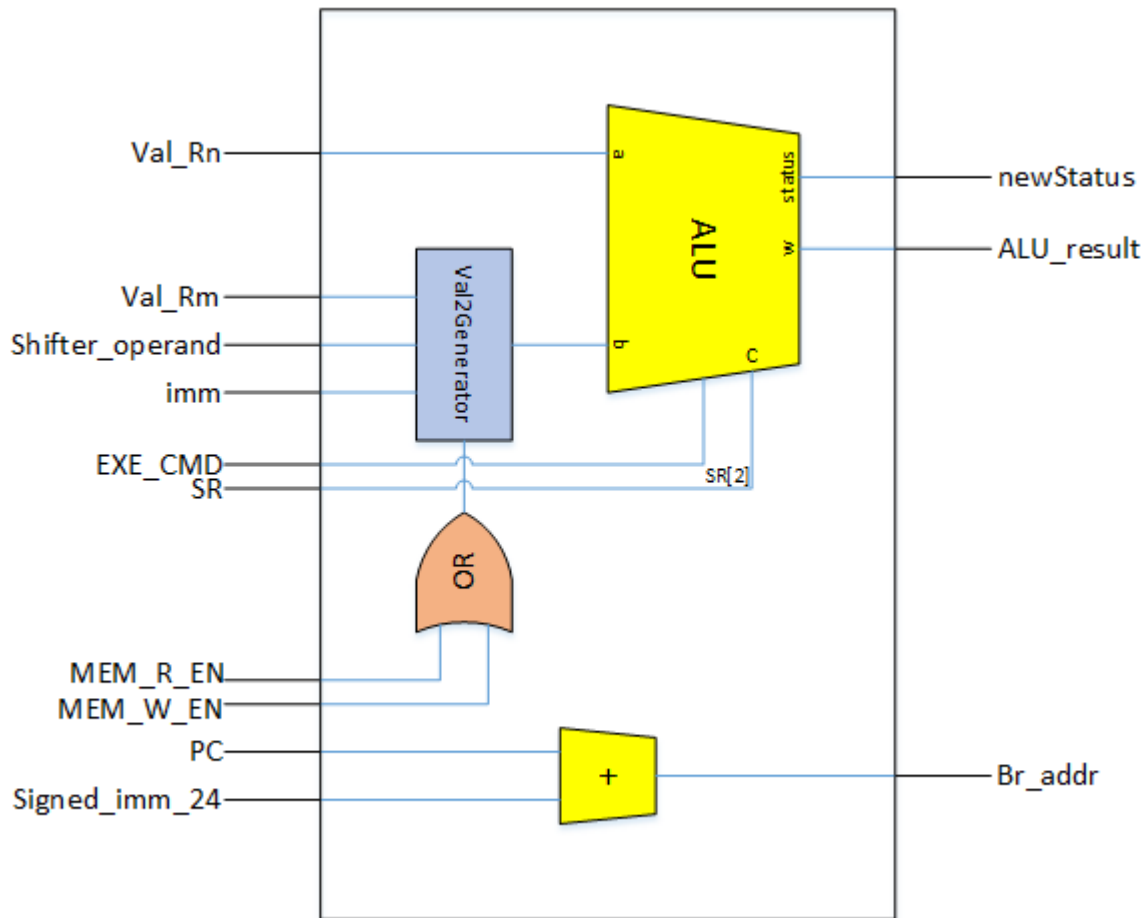 Val_Rn
a
status
newStatus
ALU
w
ALU_result
Val_Rm
Val2Generator
Shifter_operand
b
C
imm
EXE_CMD
SR
SR[2]
OR
MEM_R_EN
MEM_W_EN
PC
+
Br_addr
Signed_imm_24